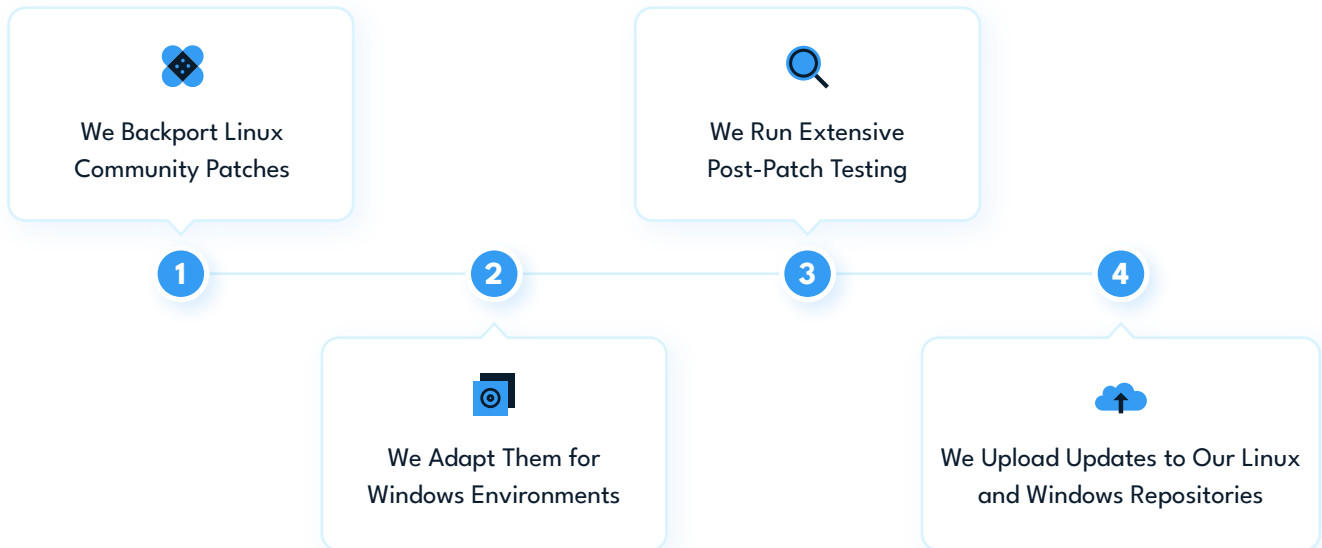 We Backport Linux
Community Patches
1
We Adapt Them for
Windows Environments
2
We Run Extensive
Post-Patch Testing
3
We Upload Updates to Our Linux
and Windows Repositories
4